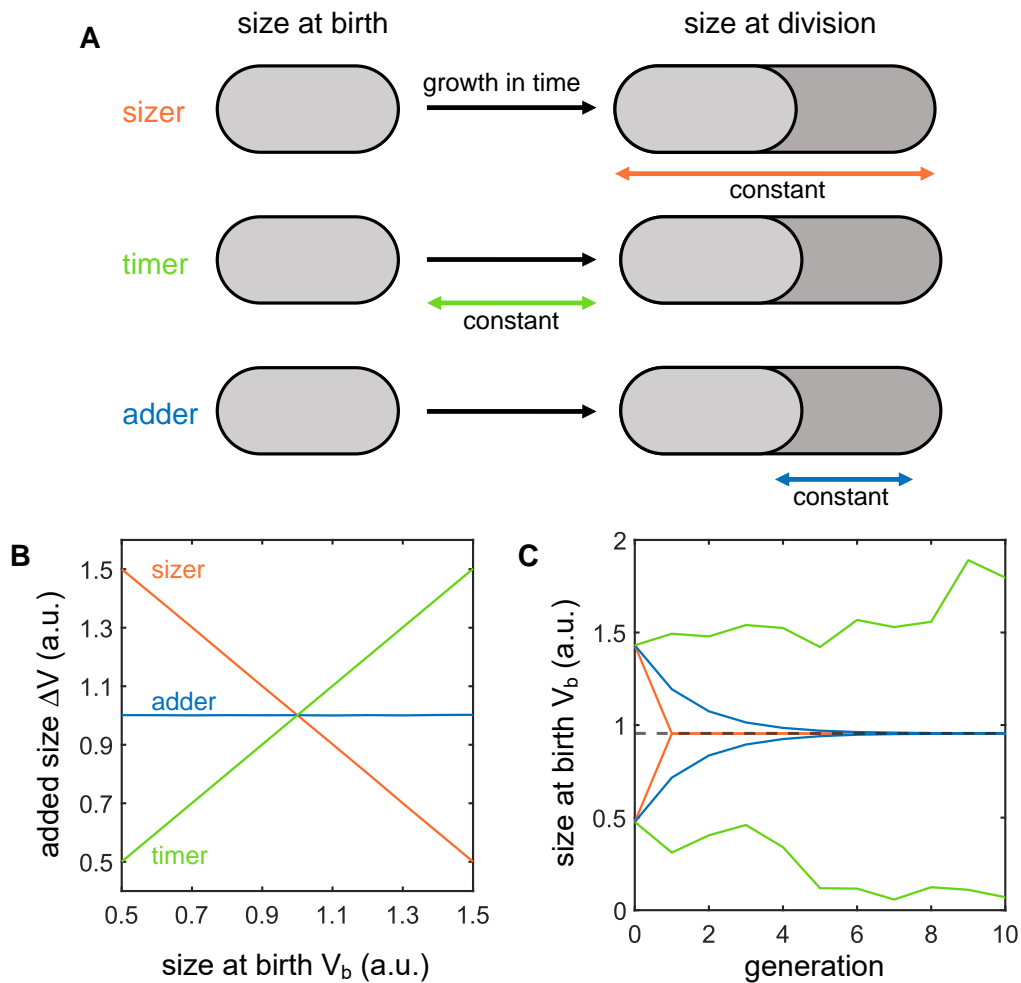 A
size at birth
size at division
sizer
growth in time
constant
timer
constant
adder
constant
B
added size ΔV (a.u.)
1.5
1.3
1.1
0.9
0.7
0.5
sizer
adder
timer
0.5 0.7 0.9 1.1 1.3 1.5
size at birth V_b (a.u.)
C
size at birth V_b (a.u.)
2
1.5
1
0.5
0
0 2 4 6 8 10
generation